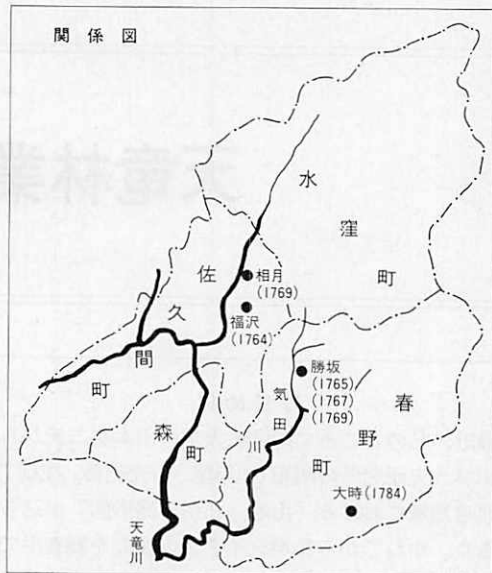 関係図
水窪町
佐久間町
相月
(1769)
福沢
(1764)
勝坂
(1765)
(1767)
(1769)
気田川
春野町
森町
大時(1784)
天竜川